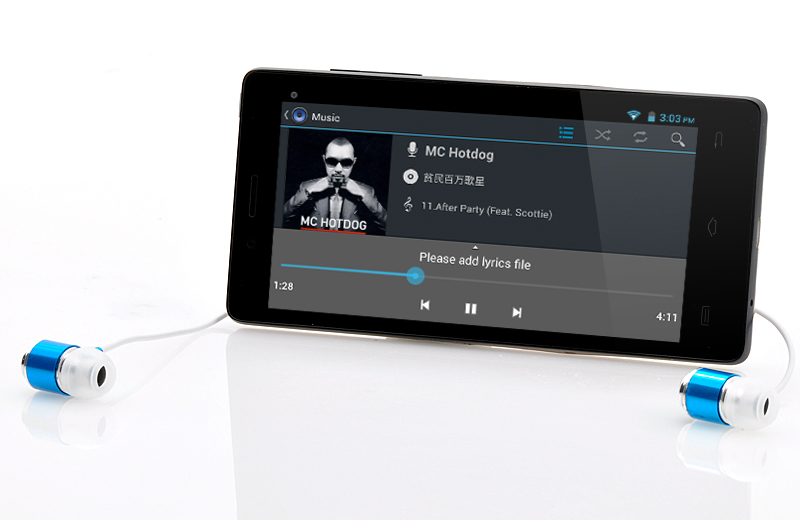 Music
3:03 PM
MC HOTDOG
MC Hotdog
贫民百万歌星
11.After Party (Feat. Scottie)
Please add lyrics file
1:28
4:11